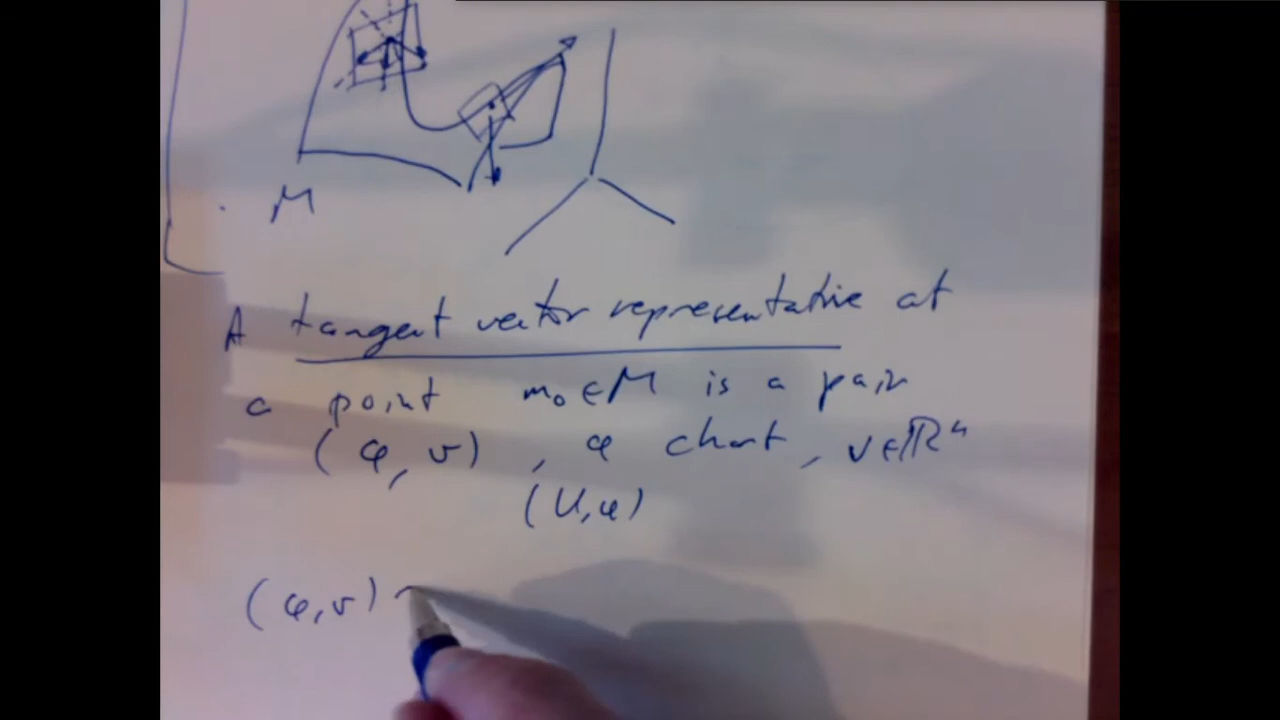 M
A tangent vector representative at
a point m₀ ∈ M is a pair
(φ, v), φ chart, v ∈ ℝⁿ
(U, φ)
(φ, v) ~